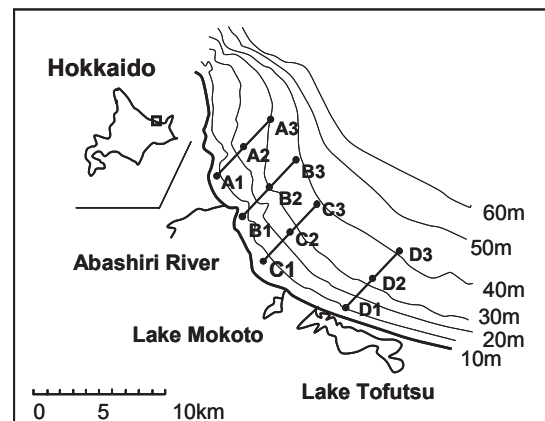 Hokkaido
A3
A2
B3
A1
B2
C3
B1
C2
60m
50m
Abashiri River
C1
D3
D2
40m
D1
30m
Lake Mokoto
20m
10m
Lake Tofutsu
0 5 10km